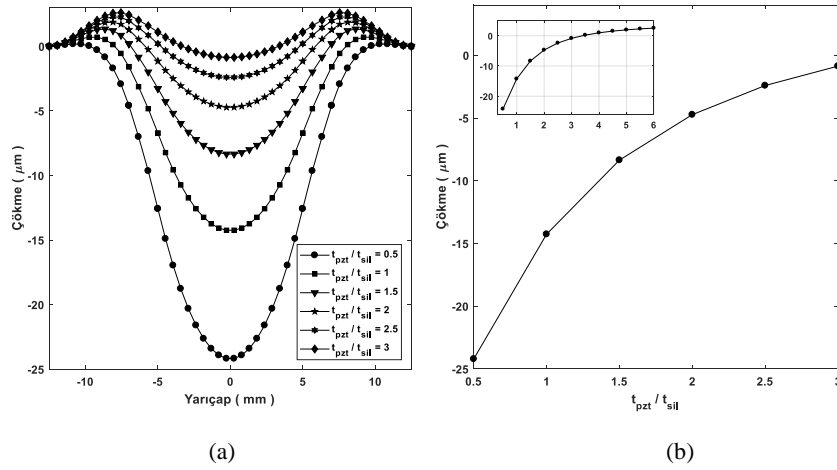 0
-5
-10
-15
-20
-25
Çökme ( μm)
-10 -5 0 5 10
Yarıçap ( mm )
t_pzt / t_sil = 0.5
t_pzt / t_sil = 1
t_pzt / t_sil = 1.5
t_pzt / t_sil = 2
t_pzt / t_sil = 2.5
t_pzt / t_sil = 3
(a)
0
-5
-10
-15
-20
-25
Çökme ( μm)
0.5 1 1.5 2 2.5 3
t_pzt / t_sil
0
-10
-20
1 2 3 4 5 6
(b)